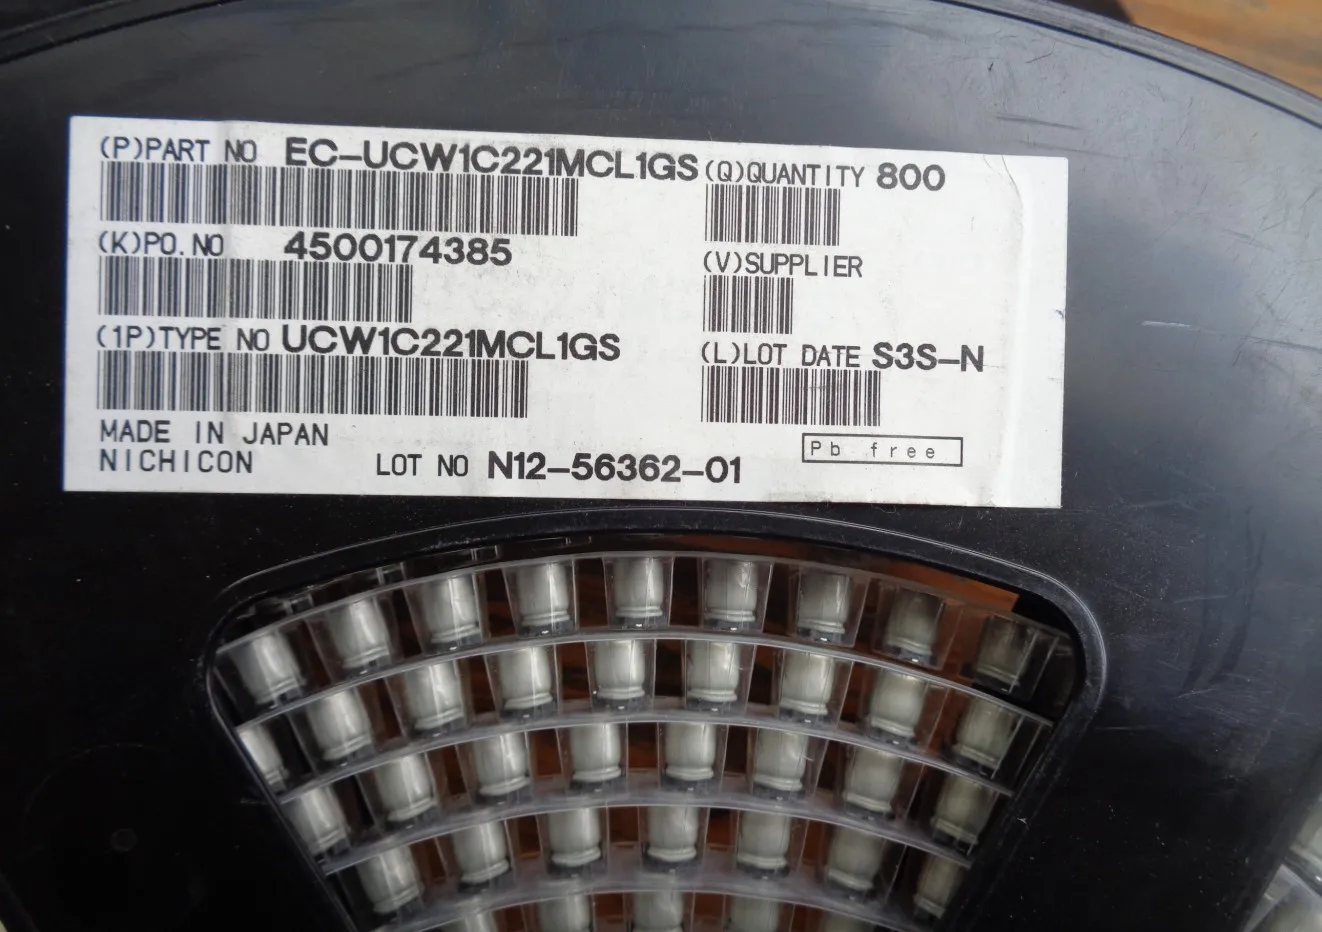 (P)PART NO EC-UCW1C221MCL1GS (Q)QUANTITY 800
(K)PO.NO 4500174385
(V)SUPPLIER
(1P)TYPE NO UCW1C221MCL1GS
(L)LOT DATE S3S-N
MADE IN JAPAN
NICHICON LOT NO N12-56362-01
Pb free